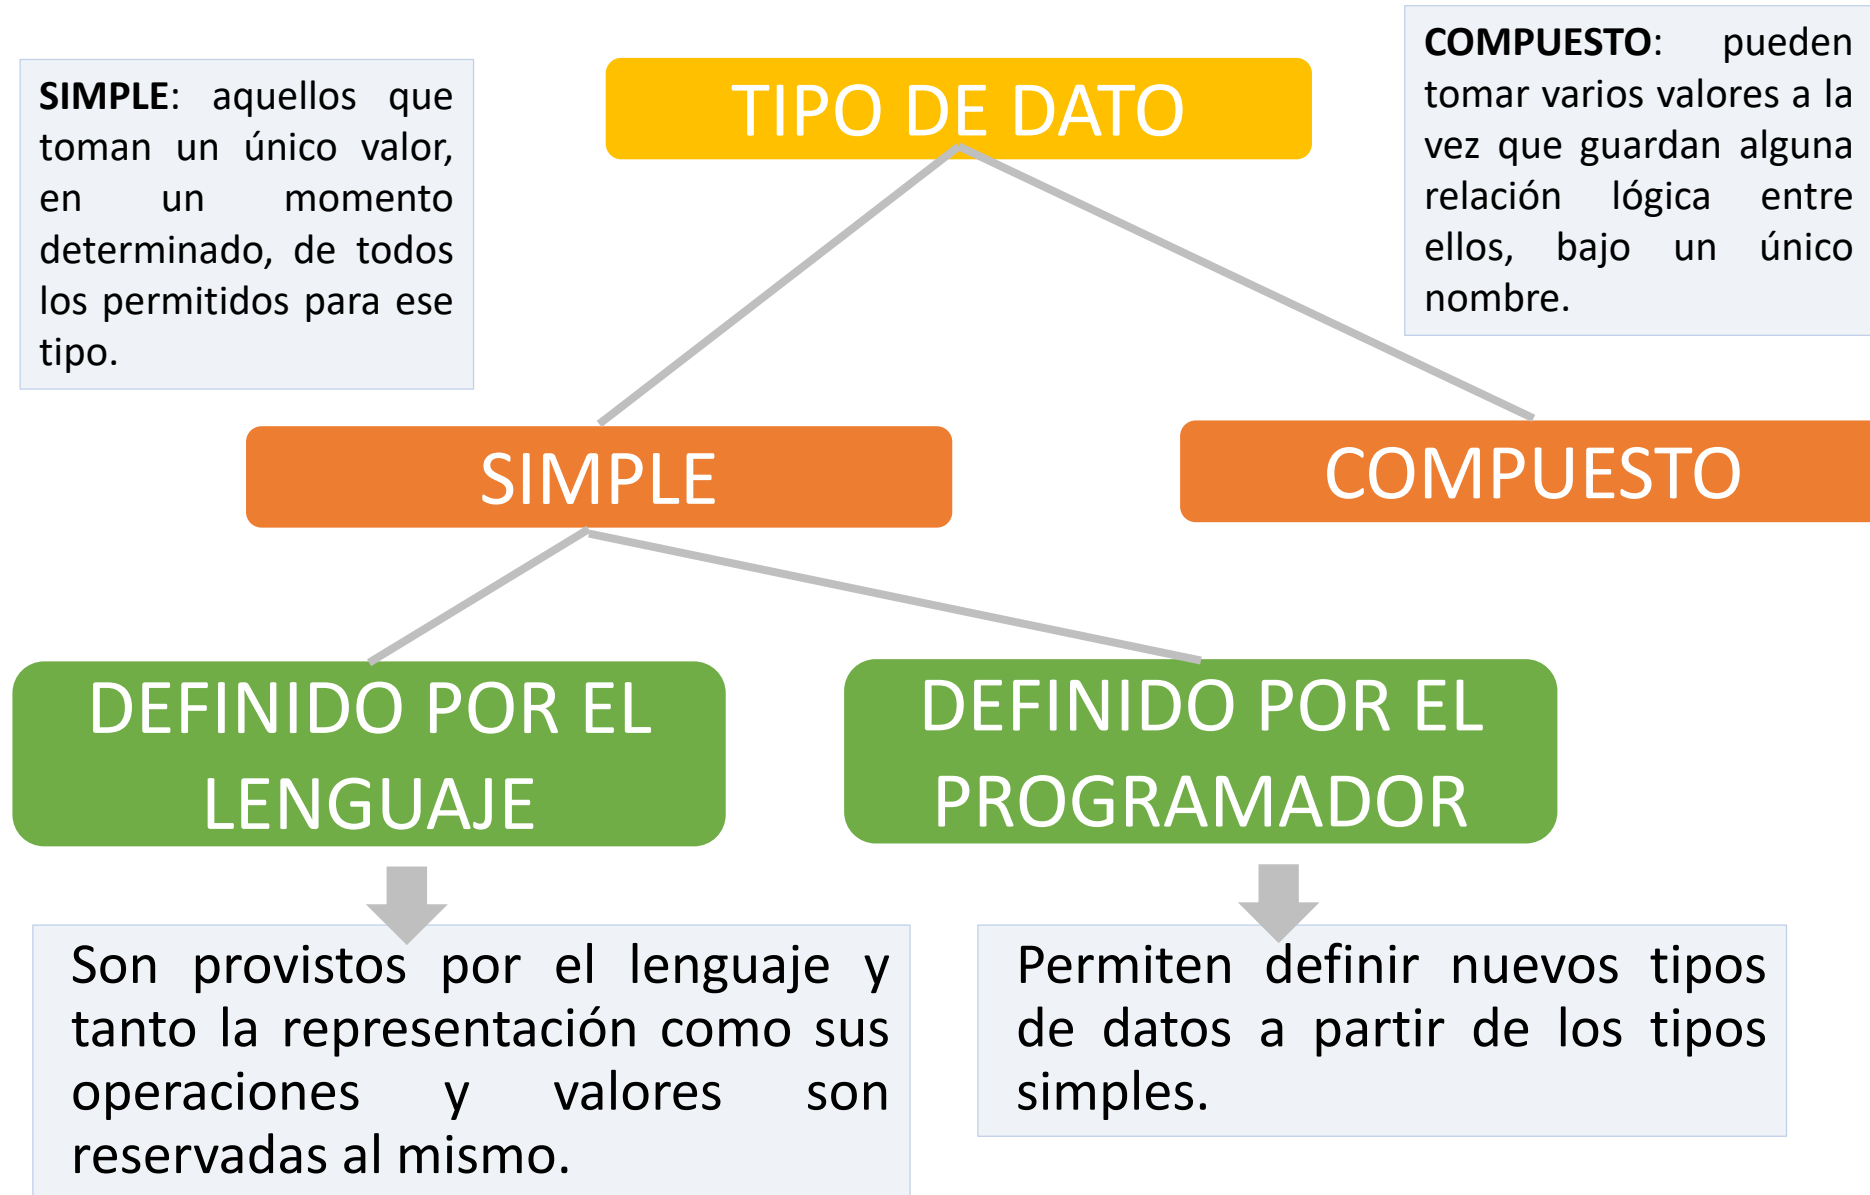 SIMPLE: aquellos que
toman un único valor,
en un momento
determinado, de todos
los permitidos para ese
tipo.
TIPO DE DATO
COMPUESTO: pueden
tomar varios valores a la
vez que guardan alguna
relación lógica entre
ellos, bajo un único
nombre.
SIMPLE
COMPUESTO
DEFINIDO POR EL
LENGUAJE
DEFINIDO POR EL
PROGRAMADOR
Son provistos por el lenguaje y
tanto la representación como sus
operaciones y valores son
reservadas al mismo.
Permiten definir nuevos tipos
de datos a partir de los tipos
simples.